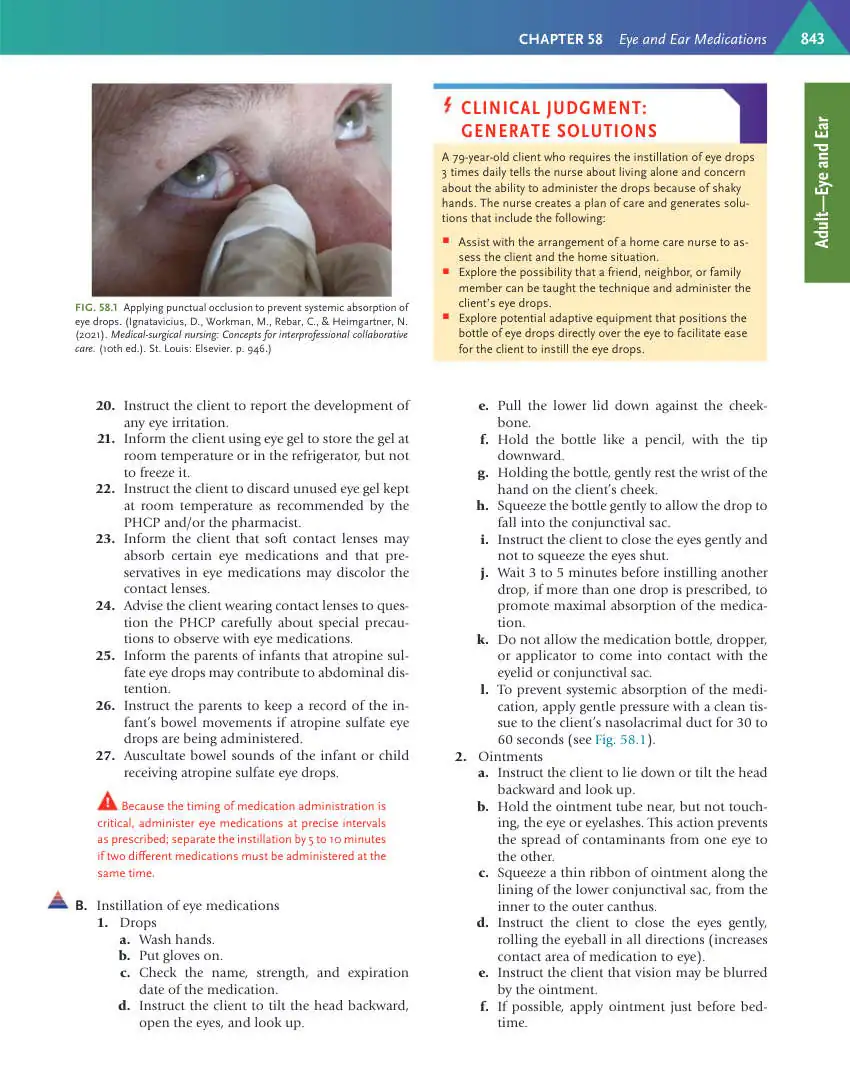 CHAPTER 58 Eye and Ear Medications 843
Adult—Eye and Ear
FIG. 58.1 Applying punctual occlusion to prevent systemic absorption of
eye drops. (Ignatavicius, D., Workman, M., Rebar, C., & Heimgartner, N.
(2021). Medical-surgical nursing: Concepts for interprofessional collaborative
care. (10th ed.). St. Louis: Elsevier. p. 946.)
CLINICAL JUDGMENT:
GENERATE SOLUTIONS
A 79-year-old client who requires the instillation of eye drops
3 times daily tells the nurse about living alone and concern
about the ability to administer the drops because of shaky
hands. The nurse creates a plan of care and generates solu-
tions that include the following:
■ Assist with the arrangement of a home care nurse to as-
sess the client and the home situation.
■ Explore the possibility that a friend, neighbor, or family
member can be taught the technique and administer the
client's eye drops.
■ Explore potential adaptive equipment that positions the
bottle of eye drops directly over the eye to facilitate ease
for the client to instill the eye drops.
20. Instruct the client to report the development of
any eye irritation.
21. Inform the client using eye gel to store the gel at
room temperature or in the refrigerator, but not
to freeze it.
22. Instruct the client to discard unused eye gel kept
at room temperature as recommended by the
PHCP and/or the pharmacist.
23. Inform the client that soft contact lenses may
absorb certain eye medications and that pre-
servatives in eye medications may discolor the
contact lenses.
24. Advise the client wearing contact lenses to ques-
tion the PHCP carefully about special precau-
tions to observe with eye medications.
25. Inform the parents of infants that atropine sul-
fate eye drops may contribute to abdominal dis-
tention.
26. Instruct the parents to keep a record of the in-
fant's bowel movements if atropine sulfate eye
drops are being administered.
27. Auscultate bowel sounds of the infant or child
receiving atropine sulfate eye drops.
Because the timing of medication administration is
critical, administer eye medications at precise intervals
as prescribed; separate the instillation by 5 to 10 minutes
if two different medications must be administered at the
same time.
B. Instillation of eye medications
1. Drops
a. Wash hands.
b. Put gloves on.
c. Check the name, strength, and expiration
date of the medication.
d. Instruct the client to tilt the head backward,
open the eyes, and look up.
e. Pull the lower lid down against the cheek-
bone.
f. Hold the bottle like a pencil, with the tip
downward.
g. Holding the bottle, gently rest the wrist of the
hand on the client's cheek.
h. Squeeze the bottle gently to allow the drop to
fall into the conjunctival sac.
i. Instruct the client to close the eyes gently and
not to squeeze the eyes shut.
j. Wait 3 to 5 minutes before instilling another
drop, if more than one drop is prescribed, to
promote maximal absorption of the medica-
tion.
k. Do not allow the medication bottle, dropper,
or applicator to come into contact with the
eyelid or conjunctival sac.
l. To prevent systemic absorption of the medi-
cation, apply gentle pressure with a clean tis-
sue to the client's nasolacrimal duct for 30 to
60 seconds (see Fig. 58.1).
2. Ointments
a. Instruct the client to lie down or tilt the head
backward and look up.
b. Hold the ointment tube near, but not touch-
ing, the eye or eyelashes. This action prevents
the spread of contaminants from one eye to
the other.
c. Squeeze a thin ribbon of ointment along the
lining of the lower conjunctival sac, from the
inner to the outer canthus.
d. Instruct the client to close the eyes gently,
rolling the eyeball in all directions (increases
contact area of medication to eye).
e. Instruct the client that vision may be blurred
by the ointment.
f. If possible, apply ointment just before bed-
time.